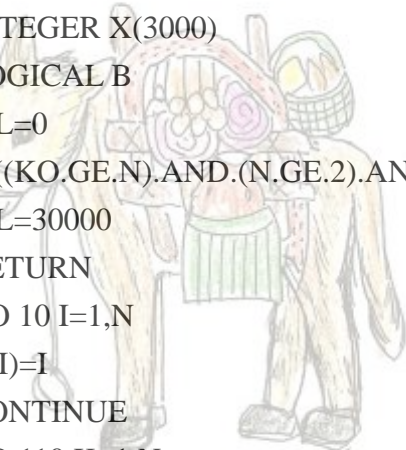 TEGER X(3000)
OGICAL B
L=0
((KO.GE.N).AND.(N.GE.2).AN
L=30000
ETURN
O 10 I=1,N
I)=I
ONTINUE